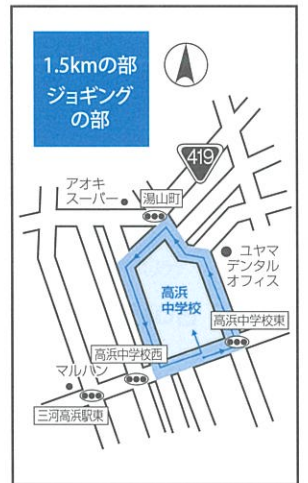 1.5kmの部
ジョギング
の部
419
アオキ
スーパー
湯山町
ユヤマ
デンタル
オフィス
高浜
中学校
高浜中学校東
高浜中学校西
マルハン
三河高浜駅東